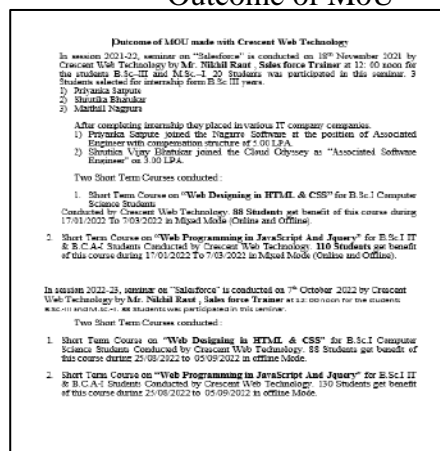 Outcome of MoU
Outcome of MOU made with Crescent Web Technology
In session 2021-22, seminar on "Salesforce" is conducted on 18th November 2021 by
Crescent Web Technology by Mr. Nikhil Raut , Sales force Trainer at 12: 00 noon for
the students B.Sc-III and M.Sc-I. 20 Students was participated in this seminar. 3
Students selected for internship form B.Sc III years.
1) Priyanka Satpute
2) Shrutika Bhatukar
3) Marthil Nagpura
After completing internship they placed in various IT company companies.
1) Priyanka Satpute joined the Nagarro Software at the position of Associated
Engineer with compensation structure of 5.00 LPA.
2) Shrutika Vijay Bhatukar joined the Cloud Odyssey as "Associated Software
Engineer" on 3.00 LPA.
Two Short Term Courses conducted :
1. Short Term Course on "Web Designing in HTML & CSS" for B.Sc.I Computer
Science Students
Conducted by Crescent Web Technology. 88 Students get benefit of this course during
17/01/2022 To 7/03/2022 in Mixed Mode (Online and Offline).
2. Short Term Course on "Web Programming in JavaScript And Jquery" for B.Sc.I IT
& B.C.A-I Students Conducted by Crescent Web Technology. 110 Students get benefit
of this course during 17/01/2022 To 7/03/2022 in Mixed Mode (Online and Offline).
In session 2022-23, seminar on "Salesforce" is conducted on 7th October 2022 by Crescent
Web Technology by Mr. Nikhil Raut , Sales force Trainer at 12: 00 noon for the students
B.Sc-III and M.Sc-I. 88 Students was participated in this seminar.
Two Short Term Courses conducted :
1. Short Term Course on "Web Designing in HTML & CSS" for B.Sc.I Computer
Science Students Conducted by Crescent Web Technology. 88 Students get benefit of
this course during 25/08/2022 to 05/09/2022 in offline Mode.
2. Short Term Course on "Web Programming in JavaScript And Jquery" for B.Sc.I IT
& B.C.A-I Students Conducted by Crescent Web Technology. 130 Students get benefit
of this course during 25/08/2022 to 05/09/2022 in offline Mode.